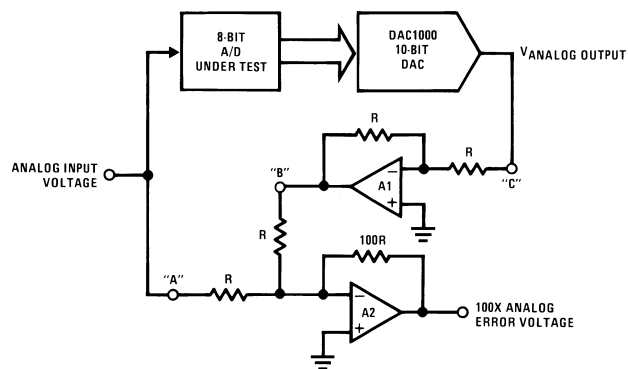 8-BIT
A/D
UNDER TEST
DAC1000
10-BIT
DAC
VANALOG OUTPUT
R
R
ANALOG INPUT
VOLTAGE
"B"
−
A1
+
"C"
R
100R
"A"
R
−
A2
+
100X ANALOG
ERROR VOLTAGE